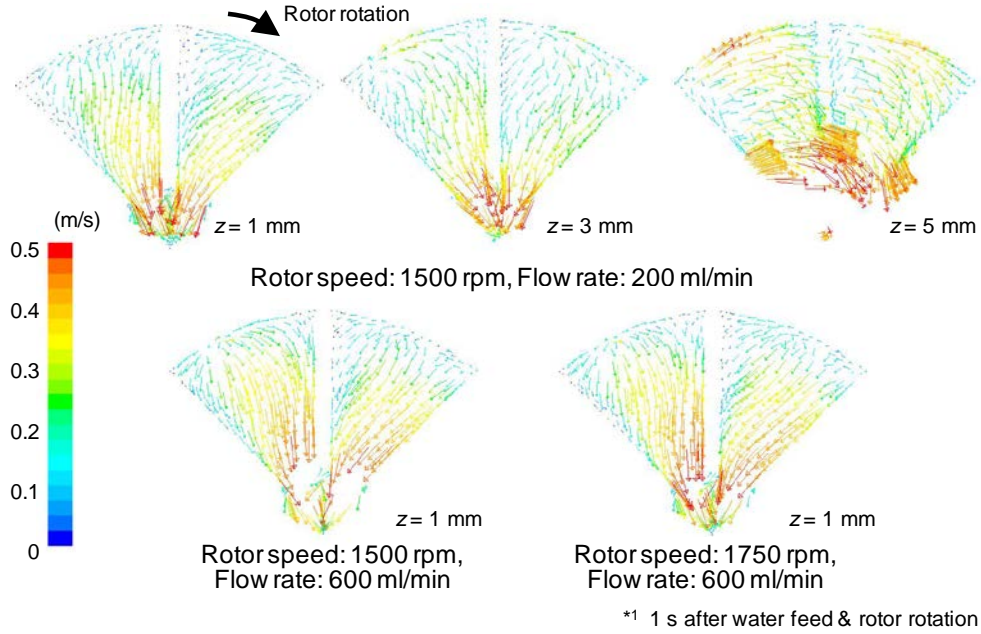 Rotor rotation
z = 1 mm
z = 3 mm
z = 5 mm
(m/s)
0.5
0.4
0.3
0.2
0.1
0
Rotor speed: 1500 rpm, Flow rate: 200 ml/min
z = 1 mm
z = 1 mm
Rotor speed: 1500 rpm,
Flow rate: 600 ml/min
Rotor speed: 1750 rpm,
Flow rate: 600 ml/min
*1 1 s after water feed & rotor rotation